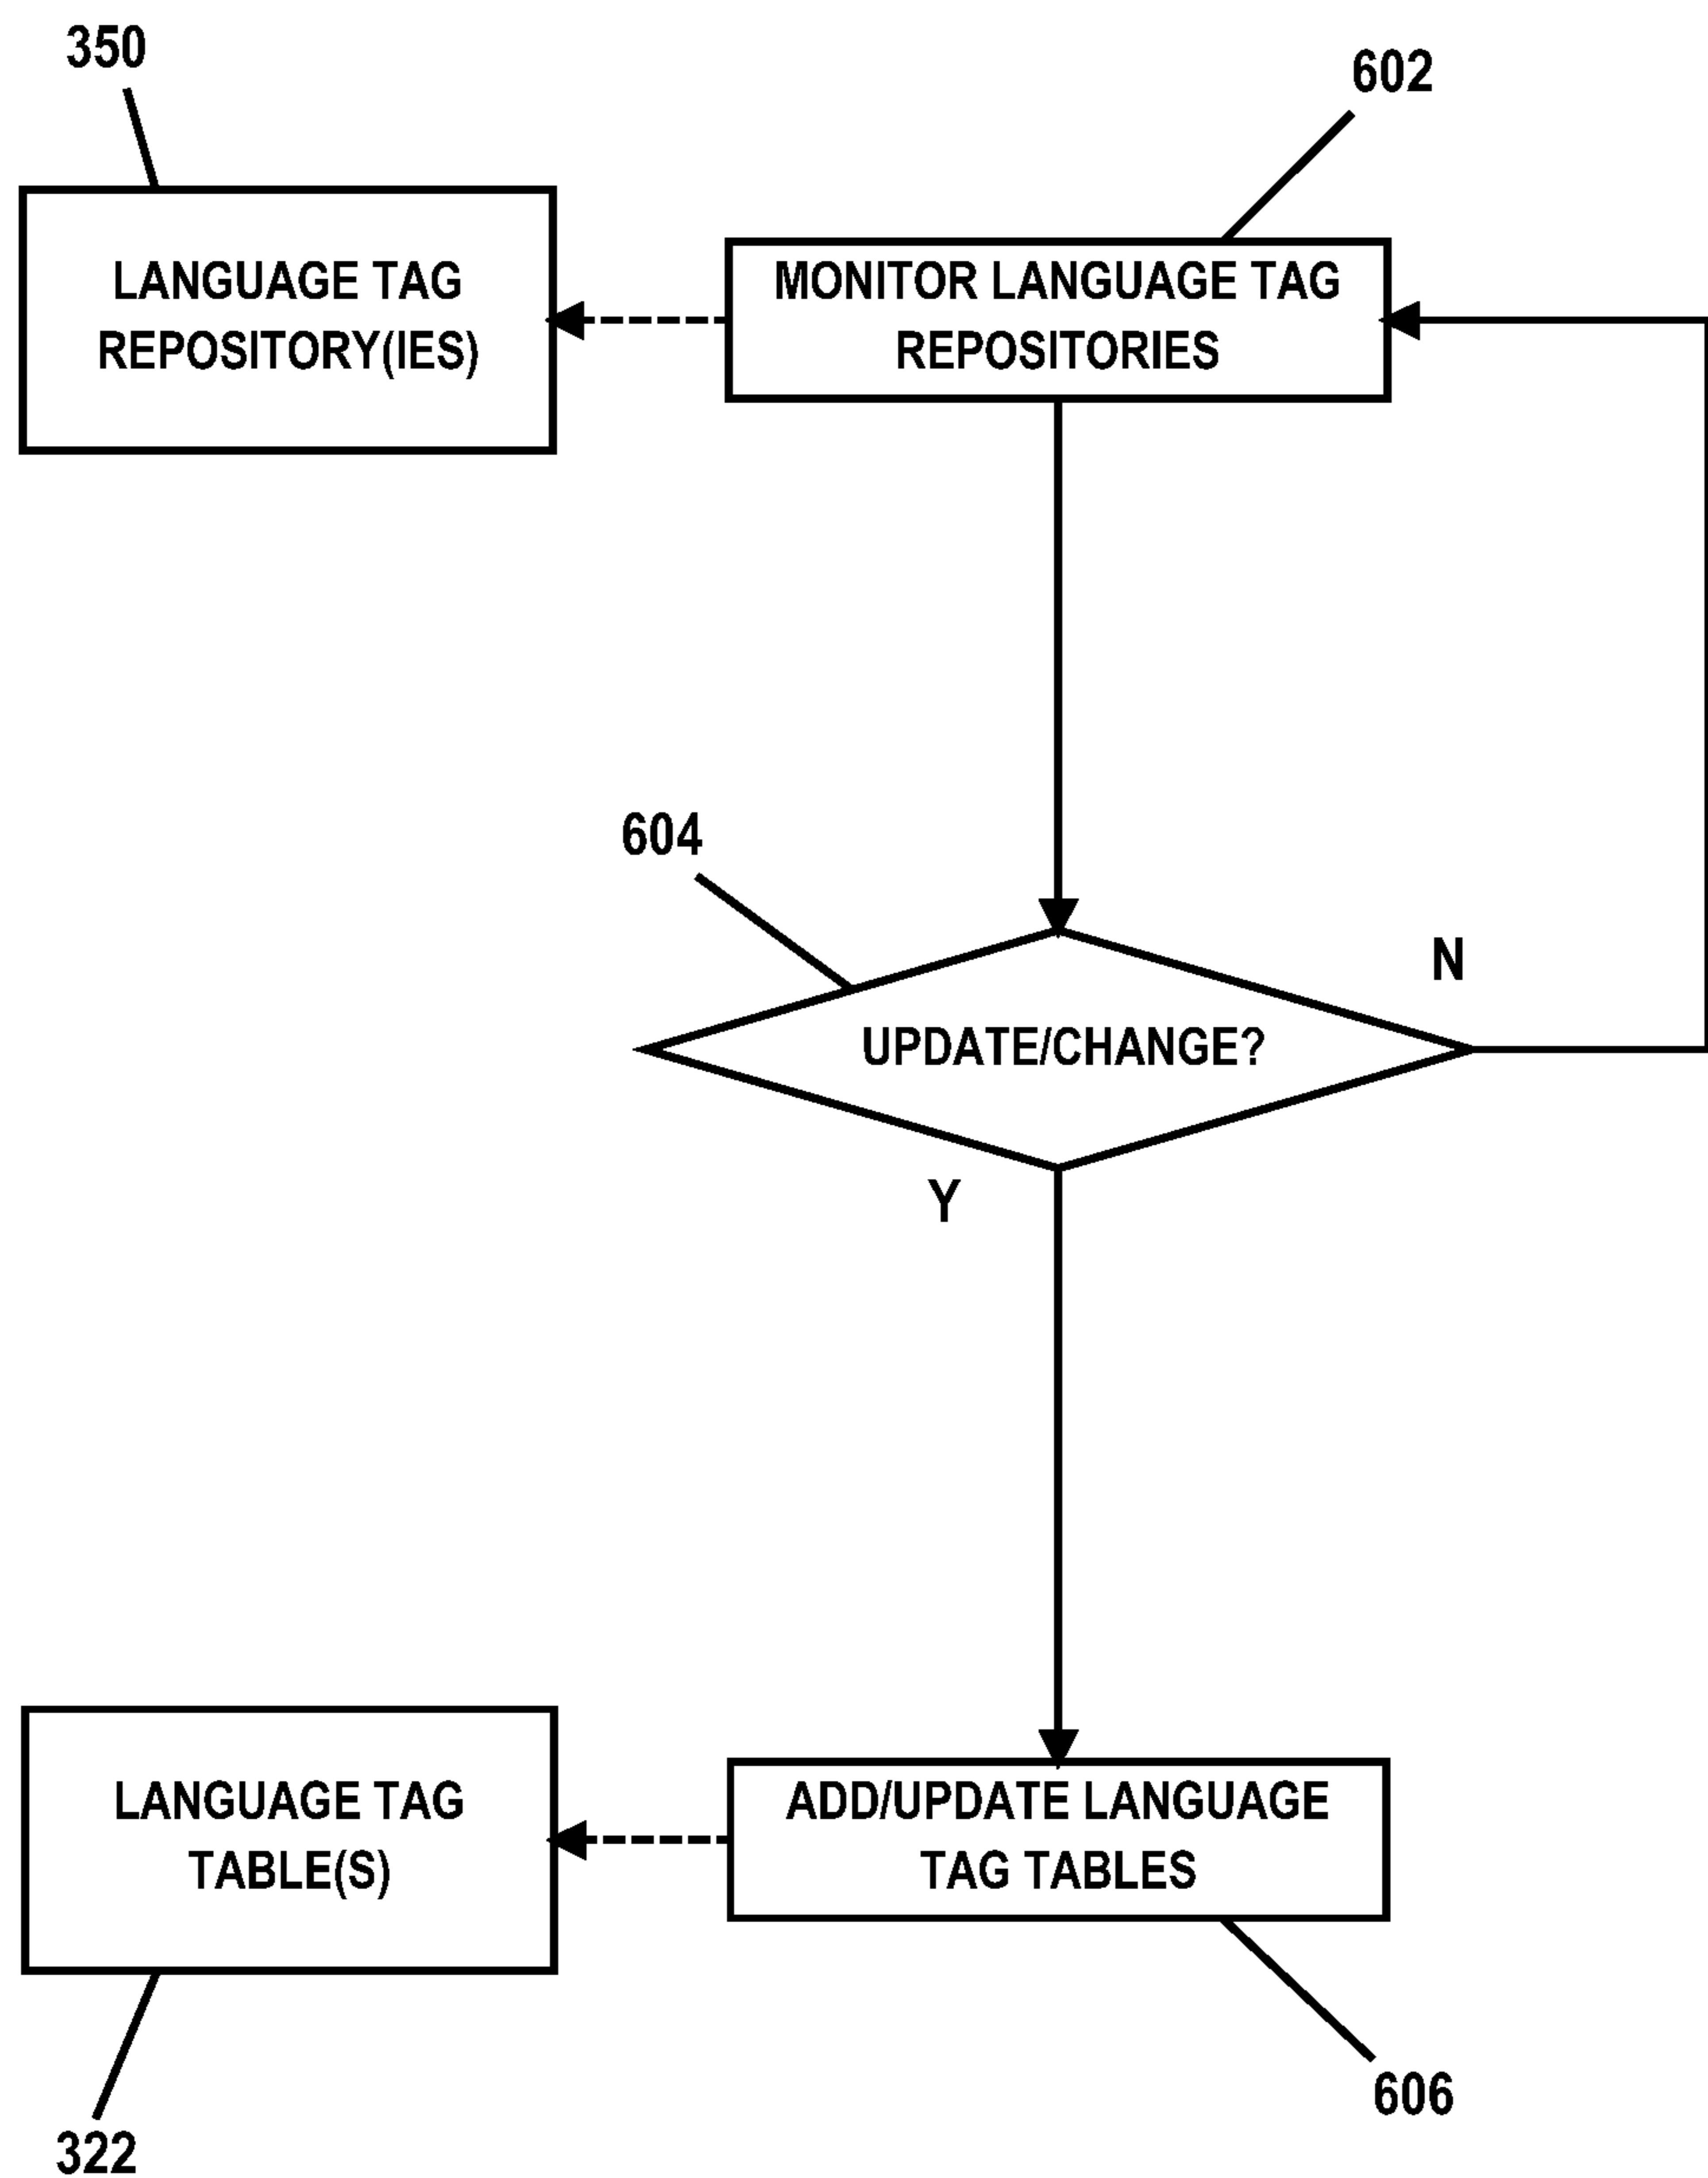 350
602
LANGUAGE TAG
REPOSITORY(IES)
MONITOR LANGUAGE TAG
REPOSITORIES
604
N
UPDATE/CHANGE?
Y
LANGUAGE TAG
TABLE(S)
ADD/UPDATE LANGUAGE
TAG TABLES
606
322